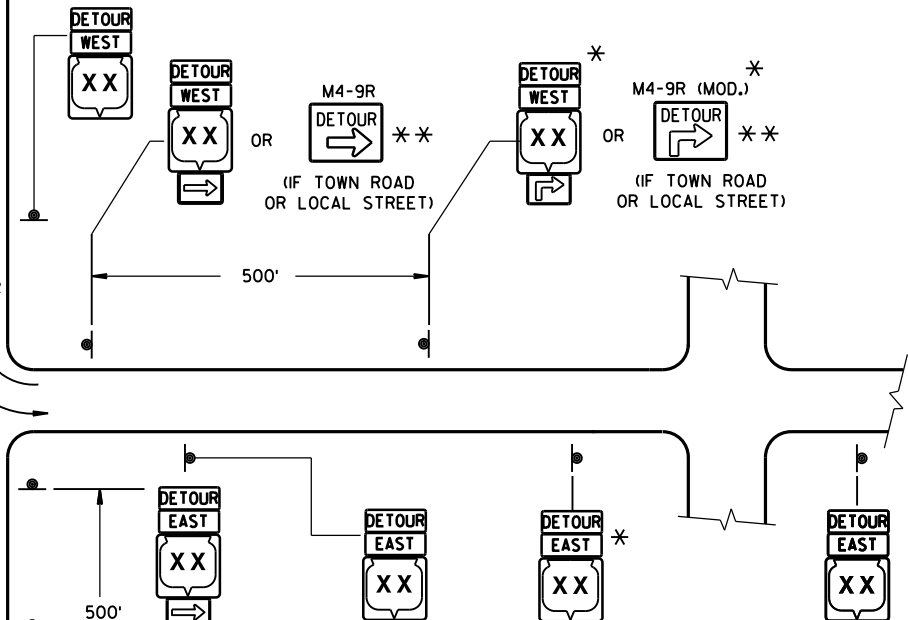 DETOUR
WEST
XX
DETOUR
WEST
XX
OR
M4-9R
DETOUR
**
(IF TOWN ROAD
OR LOCAL STREET)
DETOUR
*
WEST
XX
OR
M4-9R (MOD.)
*
DETOUR
**
(IF TOWN ROAD
OR LOCAL STREET)
500'
DETOUR
EAST
XX
500'
DETOUR
EAST
XX
DETOUR
EAST
*
XX
DETOUR
EAST
XX